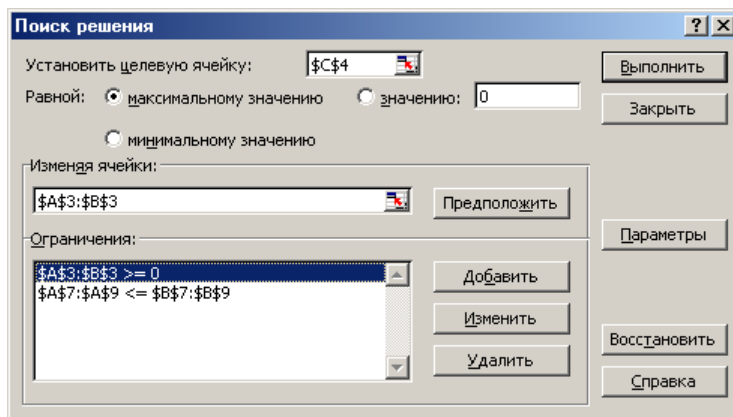 Поиск решения
Установить целевую ячейку: $C$4
Выполнить
Равной: максимальному значению значению: 0
Закрыть
минимальному значению
Изменяя ячейки:
$A$3:$B$3
Предположить
Ограничения:
Параметры
$A$3:$B$3 >= 0
$A$7:$A$9 <= $B$7:$B$9
Добавить
Изменить
Восстановить
Удалить
Справка